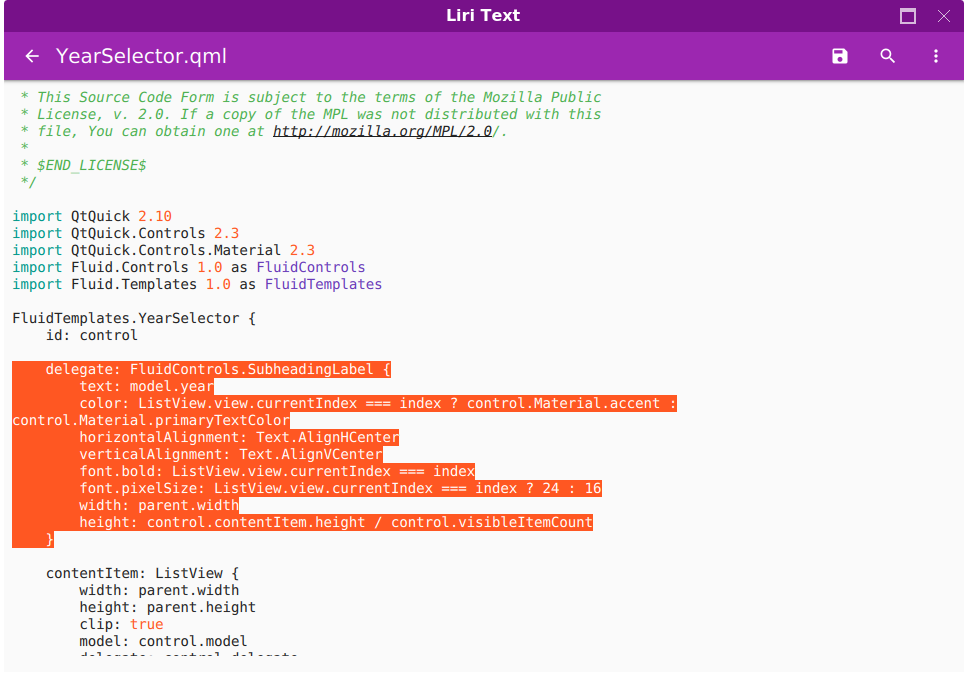 Liri Text
YearSelector.qml
 * This Source Code Form is subject to the terms of the Mozilla Public
 * License, v. 2.0. If a copy of the MPL was not distributed with this
 * file, You can obtain one at http://mozilla.org/MPL/2.0/.
 *
 * $END_LICENSE$
 */
import QtQuick 2.10
import QtQuick.Controls 2.3
import QtQuick.Controls.Material 2.3
import Fluid.Controls 1.0 as FluidControls
import Fluid.Templates 1.0 as FluidTemplates
FluidTemplates.YearSelector {
    id: control
    delegate: FluidControls.SubheadingLabel {
        text: model.year
        color: ListView.view.currentIndex === index ? control.Material.accent :
control.Material.primaryTextColor
        horizontalAlignment: Text.AlignHCenter
        verticalAlignment: Text.AlignVCenter
        font.bold: ListView.view.currentIndex === index
        font.pixelSize: ListView.view.currentIndex === index ? 24 : 16
        width: parent.width
        height: control.contentItem.height / control.visibleItemCount
    }
    contentItem: ListView {
        width: parent.width
        height: parent.height
        clip: true
        model: control.model
        delegate: control.delegate